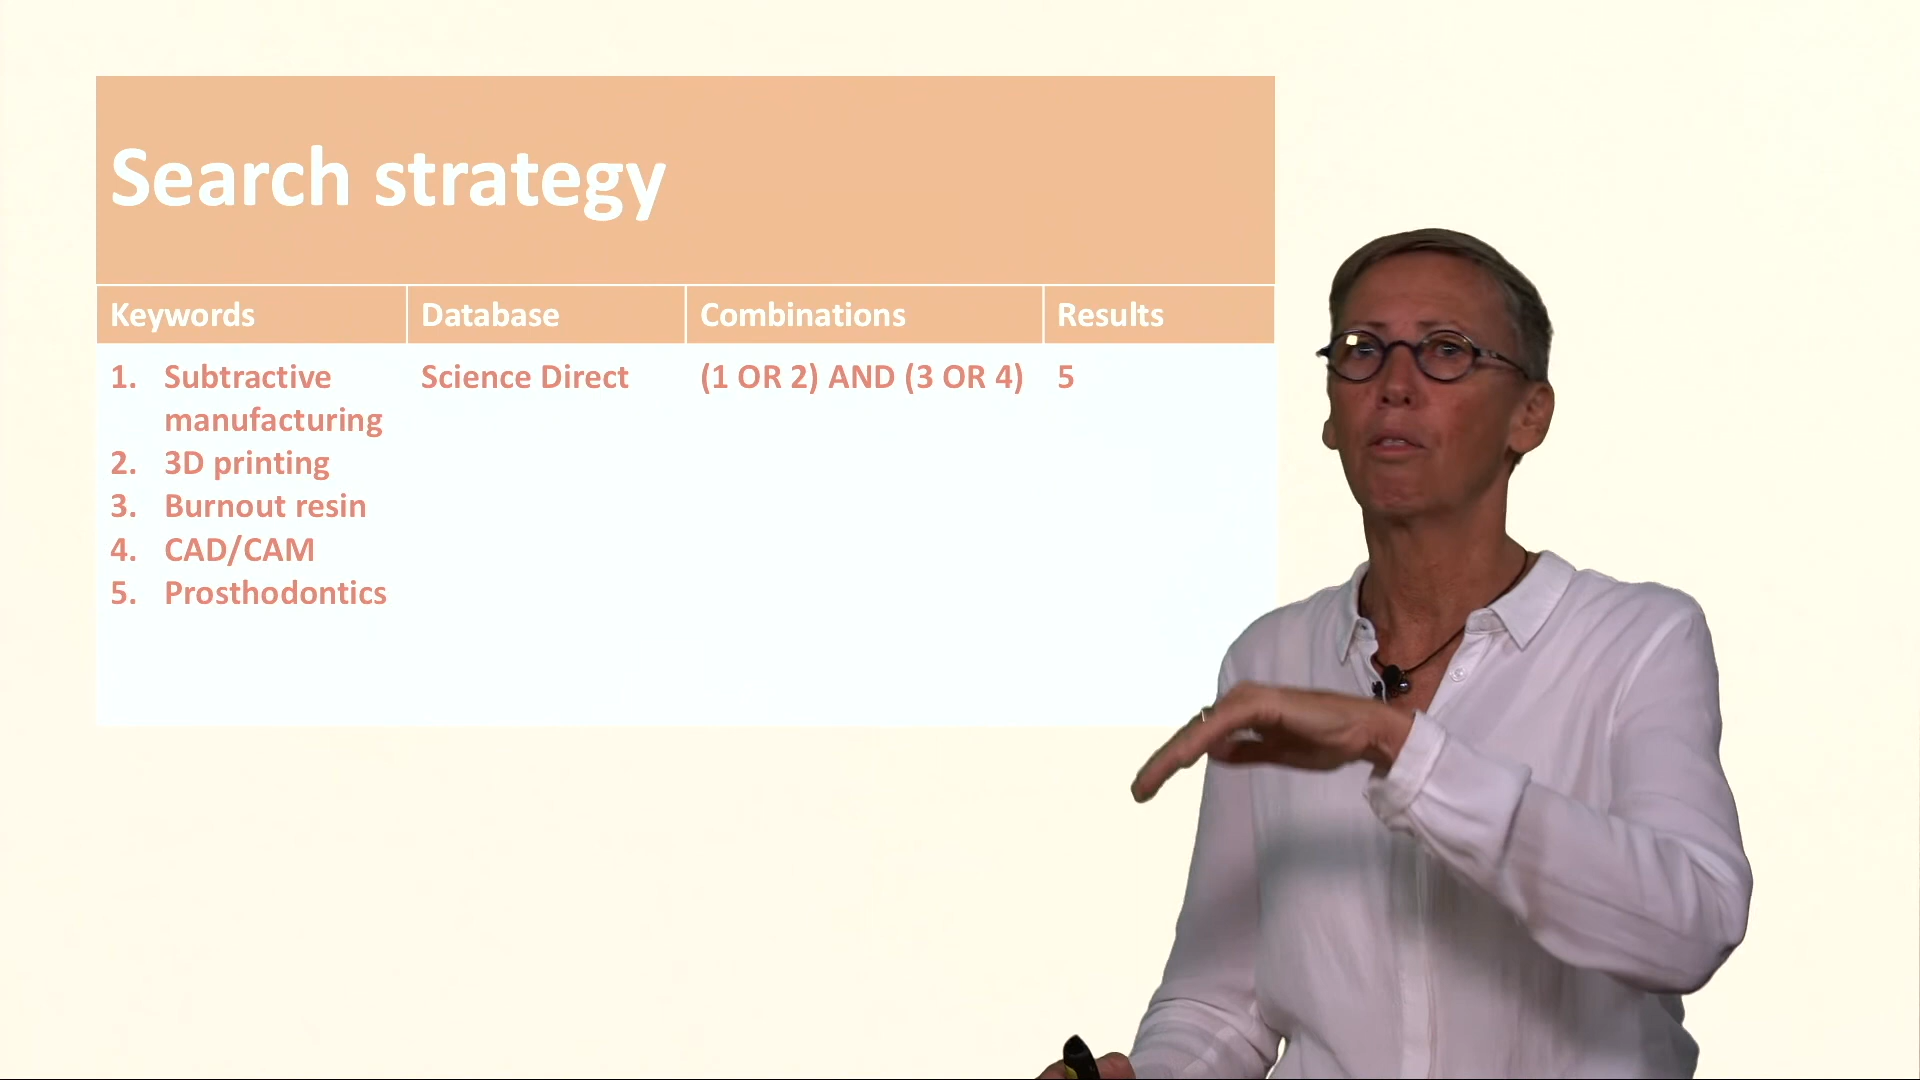 Search strategy
Keywords Database Combinations Results
1. Subtractive Science Direct (1 OR 2) AND (3 OR 4) 5
manufacturing
2. 3D printing
3. Burnout resin
4. CAD/CAM
5. Prosthodontics